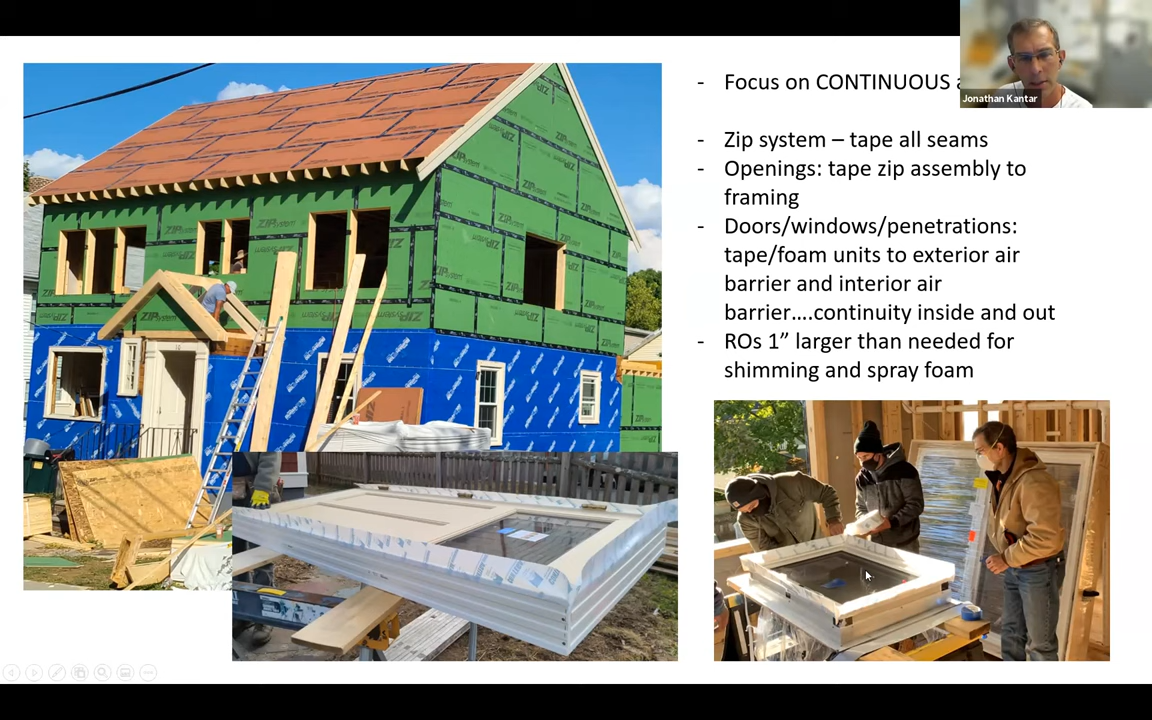 - Focus on CONTINUOUS
Jonathan Kantar
- Zip system – tape all seams
- Openings: tape zip assembly to
framing
- Doors/windows/penetrations:
tape/foam units to exterior air
barrier and interior air
barrier....continuity inside and out
- ROs 1” larger than needed for
shimming and spray foam
ZIPsystem